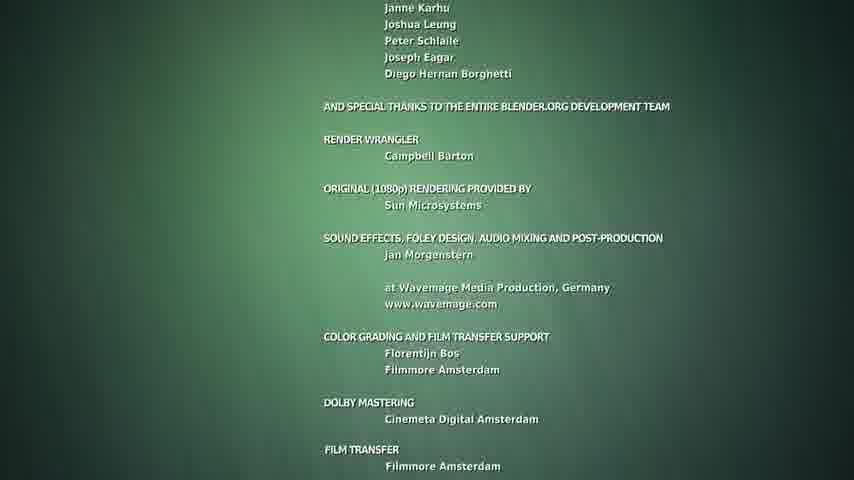 Janne Karhu
Joshua Leung
Peter Schlaile
Joseph Eagar
Diego Hernan Borghetti
AND SPECIAL THANKS TO THE ENTIRE BLENDER.ORG DEVELOPMENT TEAM
RENDER WRANGLER
Campbell Barton
ORIGINAL (1080p) RENDERING PROVIDED BY
Sun Microsystems
SOUND EFFECTS, FOLEY DESIGN, AUDIO MIXING AND POST-PRODUCTION
Jan Morgenstern
at Wavemage Media Production, Germany
www.wavemage.com
COLOR GRADING AND FILM TRANSFER SUPPORT
Florentijn Bos
Filmmore Amsterdam
DOLBY MASTERING
Cinemeta Digital Amsterdam
FILM TRANSFER
Filmmore Amsterdam